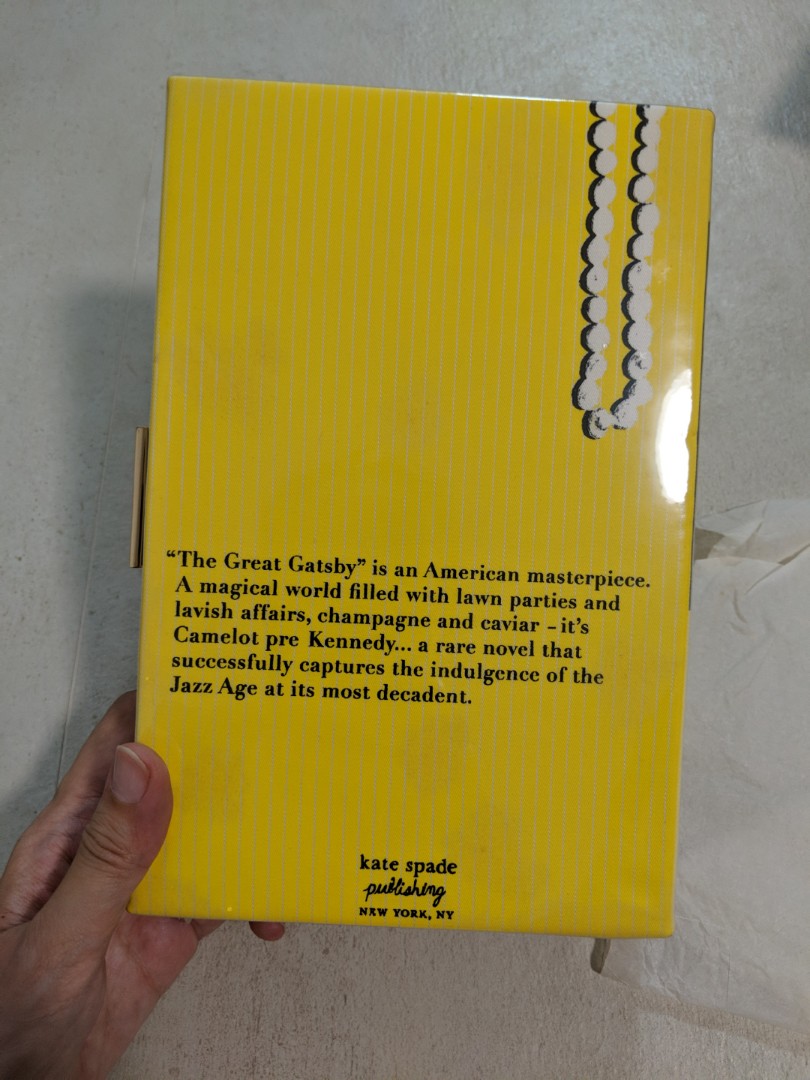 “The Great Gatsby” is an American masterpiece.
A magical world filled with lawn parties and
lavish affairs, champagne and caviar - it’s
Camelot pre Kennedy... a rare novel that
successfully captures the indulgence of the
Jazz Age at its most decadent.
kate spade
publishing
NEW YORK, NY